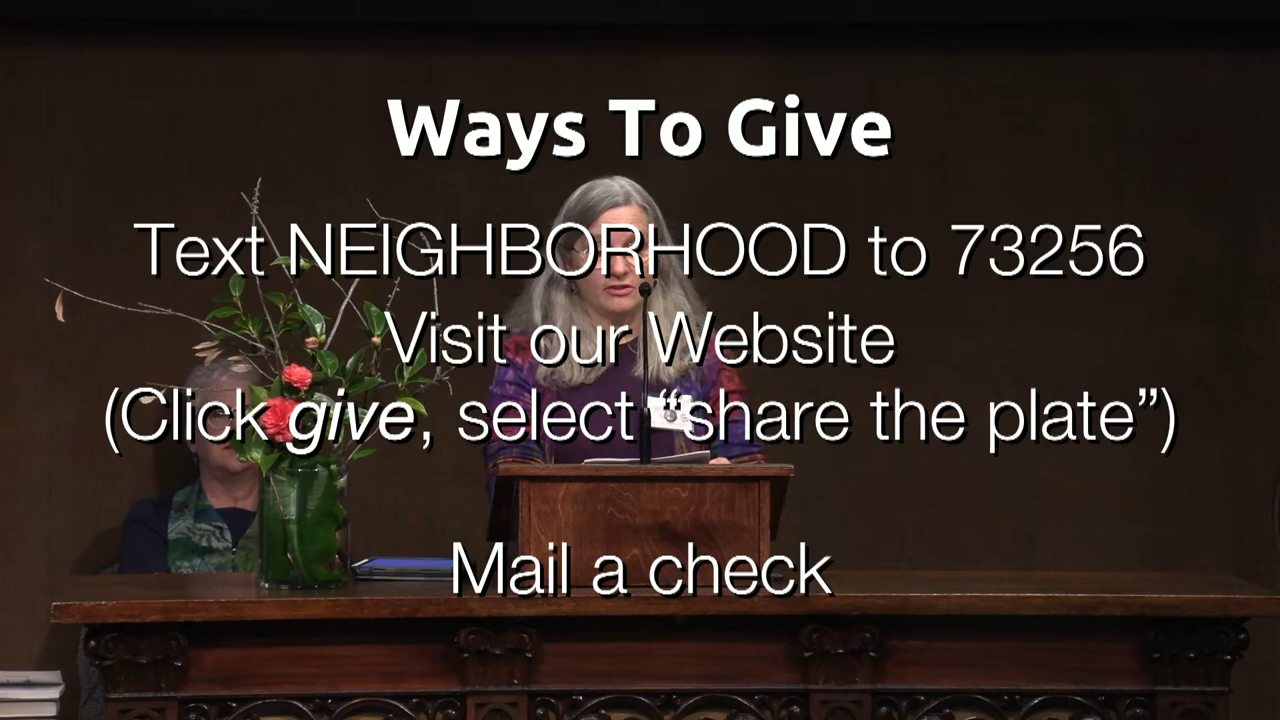 Ways To Give
Text NEIGHBORHOOD to 73256
Visit our Website
(Click give, select “share the plate”)
Mail a check